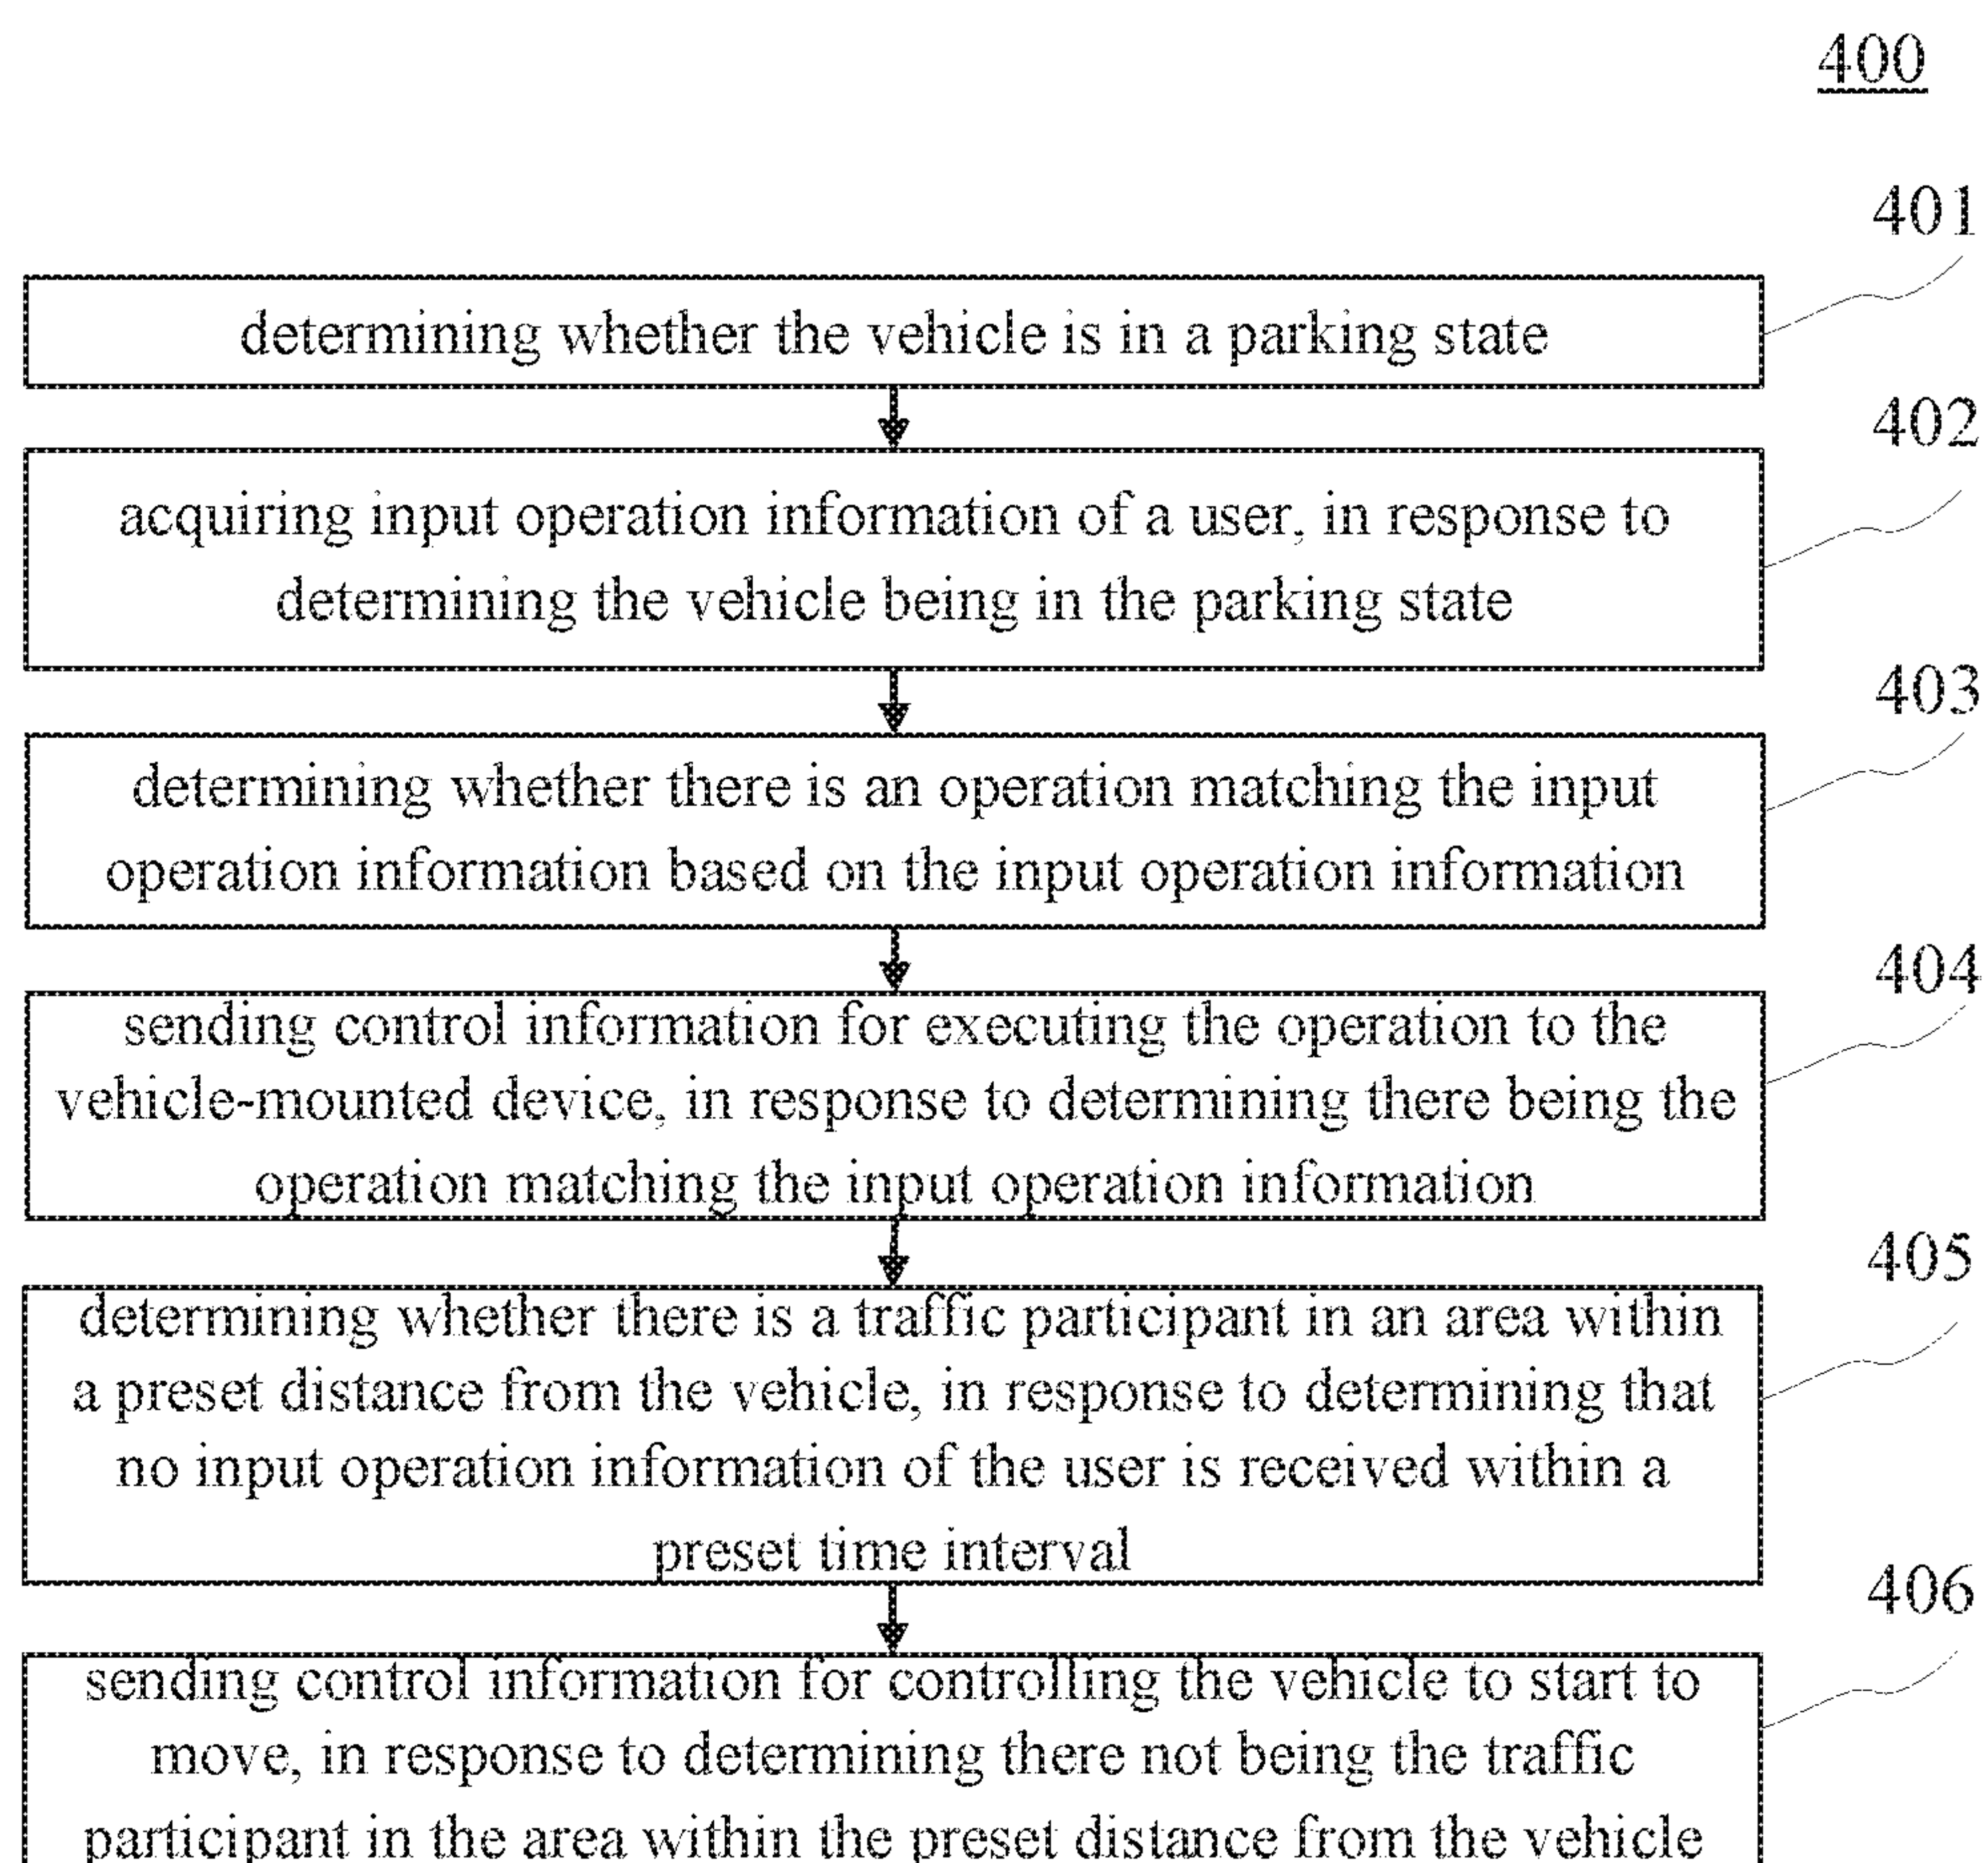 400
401
determining whether the vehicle is in a parking state
402
acquiring input operation information of a user, in response to
determining the vehicle being in the parking state
403
determining whether there is an operation matching the input
operation information based on the input operation information
404
sending control information for executing the operation to the
vehicle-mounted device, in response to determining there being the
operation matching the input operation information
405
determining whether there is a traffic participant in an area within
a preset distance from the vehicle, in response to determining that
no input operation information of the user is received within a
preset time interval
406
sending control information for controlling the vehicle to start to
move, in response to determining there not being the traffic
participant in the area within the preset distance from the vehicle